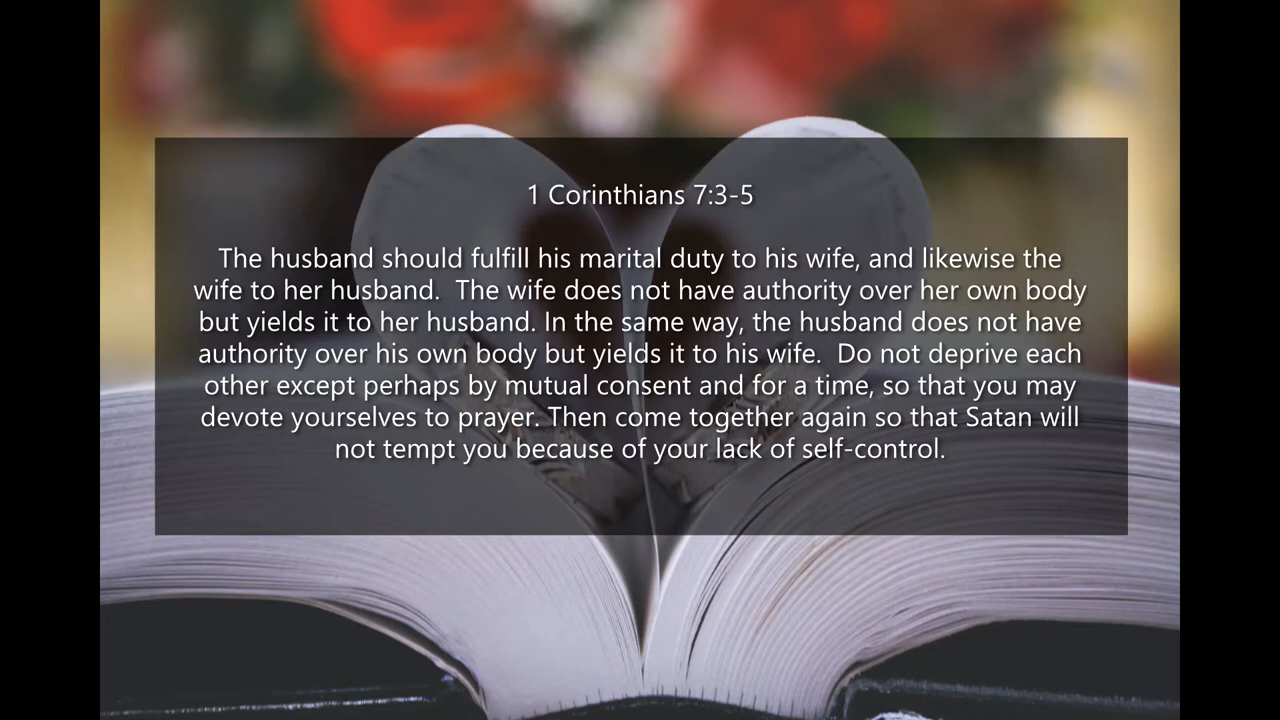 1 Corinthians 7:3-5
The husband should fulfill his marital duty to his wife, and likewise the
wife to her husband.  The wife does not have authority over her own body
but yields it to her husband. In the same way, the husband does not have
authority over his own body but yields it to his wife.  Do not deprive each
other except perhaps by mutual consent and for a time, so that you may
devote yourselves to prayer. Then come together again so that Satan will
not tempt you because of your lack of self-control.